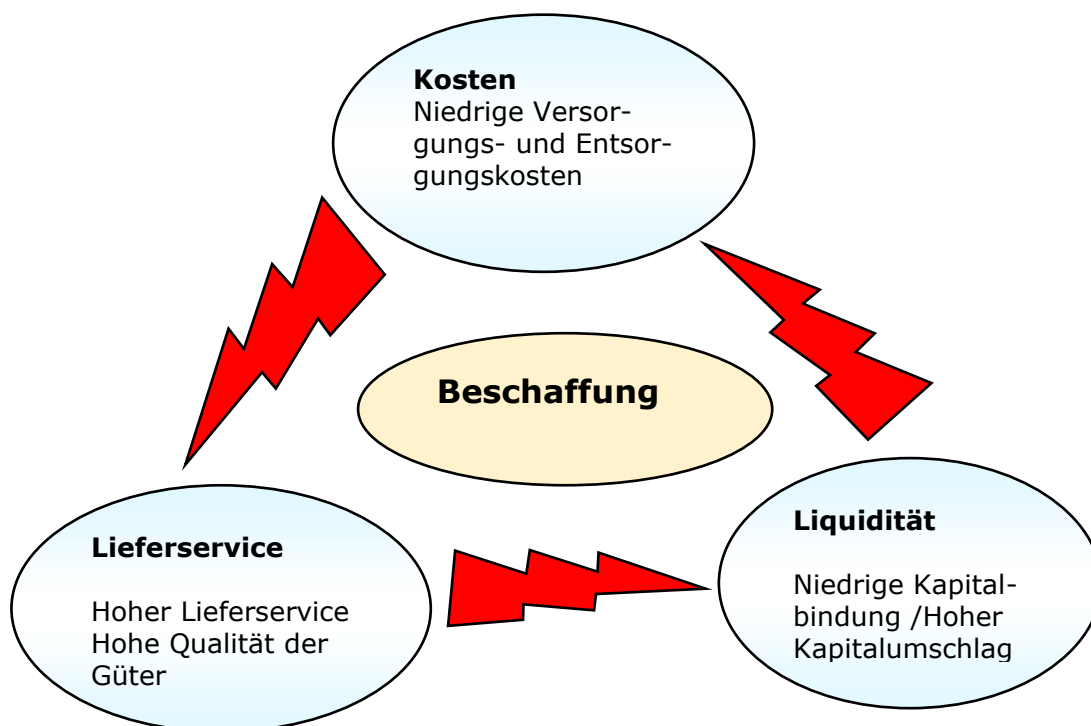 Kosten
Niedrige Versor-
gungs- und Entsor-
gungskosten
Beschaffung
Lieferservice
Hoher Lieferservice
Hohe Qualität der
Güter
Liquidität
Niedrige Kapital-
bindung /Hoher
Kapitalumschlag